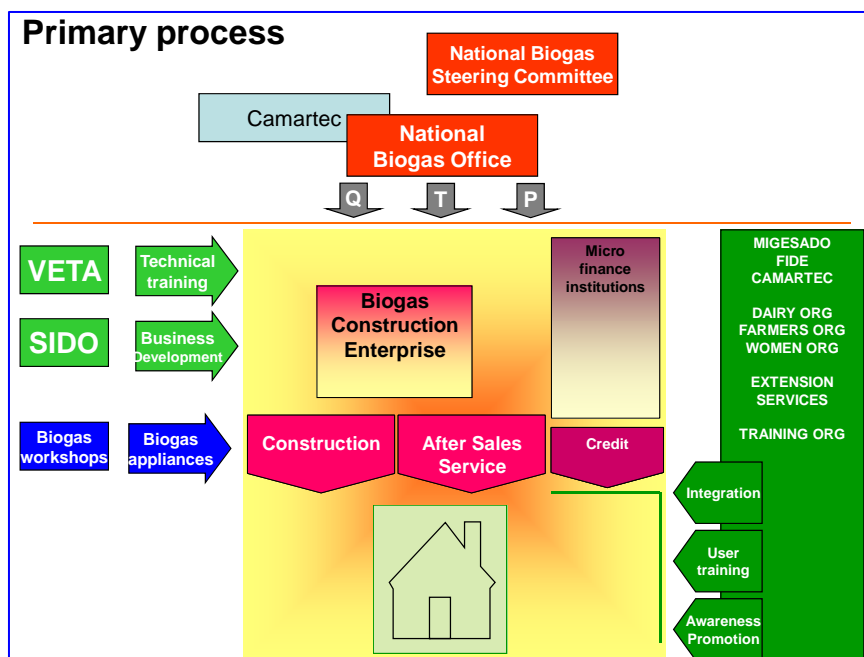 Primary process
National Biogas
Steering Committee
Camartec
National
Biogas Office
Q
T
P
VETA
Technical
training
SIDO
Business
Development
Biogas
workshops
Biogas
appliances
Biogas
Construction
Enterprise
Micro
finance
institutions
Construction
After Sales
Service
Credit
MIGESADO
FIDE
CAMARTEC
DAIRY ORG
FARMERS ORG
WOMEN ORG
EXTENSION
SERVICES
TRAINING ORG
Integration
User
training
Awareness
Promotion